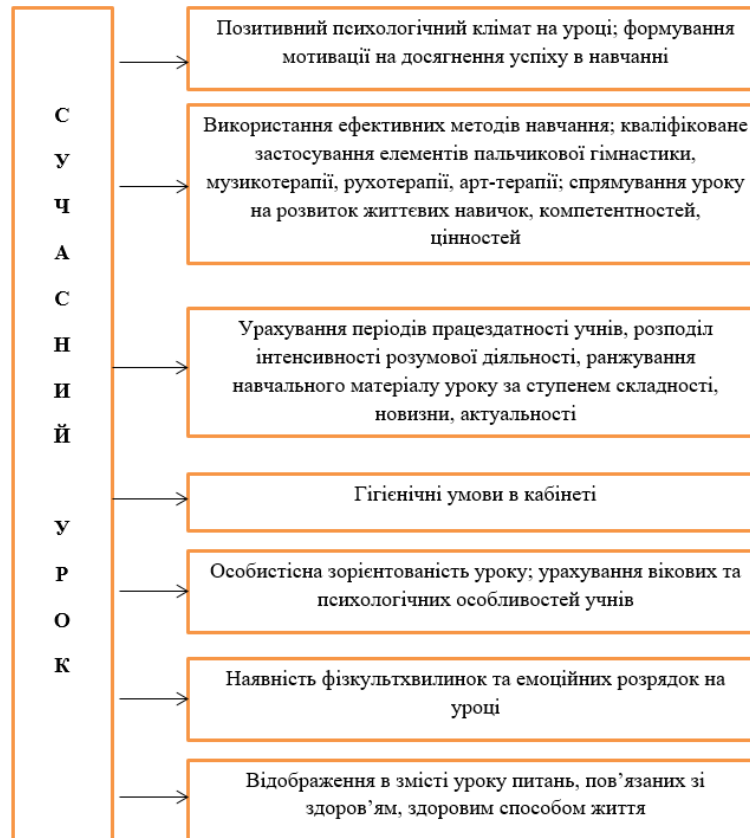 СУЧАСНИЙ УРОК
Позитивний психологічний клімат на уроці; формування
мотивації на досягнення успіху в навчанні
Використання ефективних методів навчання; кваліфіковане
застосування елементів пальчикової гімнастики,
музикотерапії, рухотерапії, арт-терапії; спрямування уроку
на розвиток життєвих навичок, компетентностей,
цінностей
Урахування періодів працездатності учнів, розподіл
інтенсивності розумової діяльності, ранжування
навчального матеріалу уроку за ступенем складності,
новизни, актуальності
Гігієнічні умови в кабінеті
Особистісна зорієнтованість уроку; урахування вікових та
психологічних особливостей учнів
Наявність фізкультхвилинок та емоційних розрядок на
уроці
Відображення в змісті уроку питань, пов’язаних зі
здоров’ям, здоровим способом життя